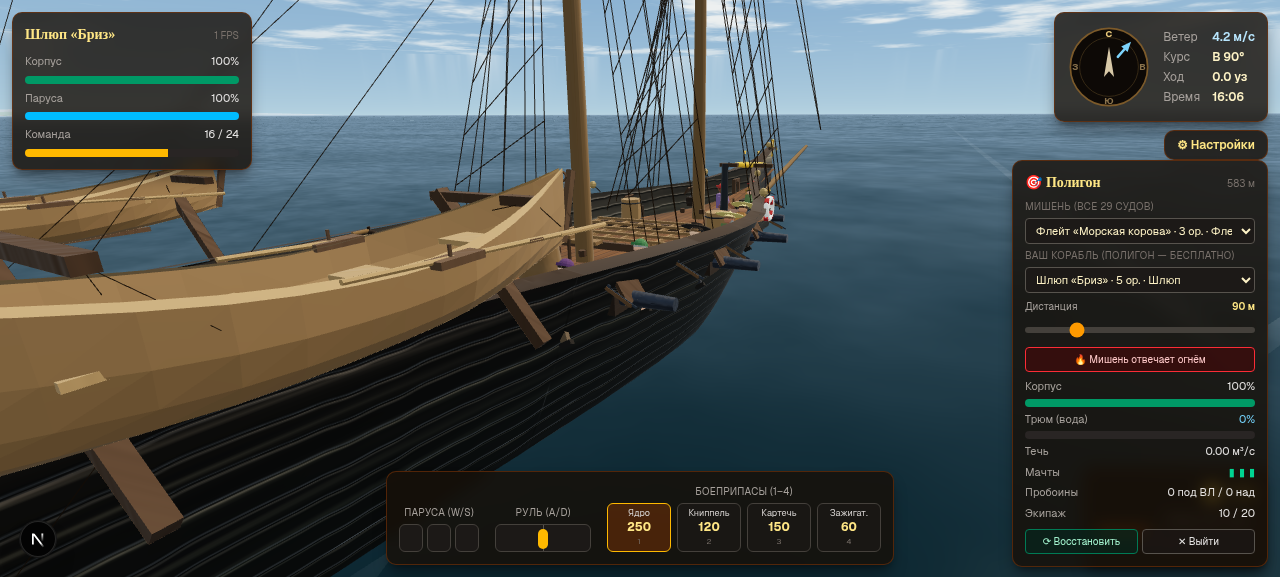 Шлюп «Бриз» 1 FPS
Корпус 100%
Паруса 100%
Команда 16 / 24
С
З В
Ю
Ветер 4.2 м/с
Курс В 90°
Ход 0.0 уз
Время 16:06
⚙ Настройки
🎯 Полигон 583 м
МИШЕНЬ (ВСЕ 29 СУДОВ)
Флейт «Морская корова» · 3 ор. · Фле
ВАШ КОРАБЛЬ (ПОЛИГОН — БЕСПЛАТНО)
Шлюп «Бриз» · 5 ор. · Шлюп
Дистанция 90 м
🔥 Мишень отвечает огнём
Корпус 100%
Трюм (вода) 0%
Течь 0.00 м³/с
Мачты
Пробоины 0 под ВЛ / 0 над
Экипаж 10 / 20
⟳ Восстановить ✕ Выйти
ПАРУСА (W/S) РУЛЬ (A/D) БОЕПРИПАСЫ (1–4)
Ядро Книппель Картечь Зажигат.
250 120 150 60
1 2 3 4
N